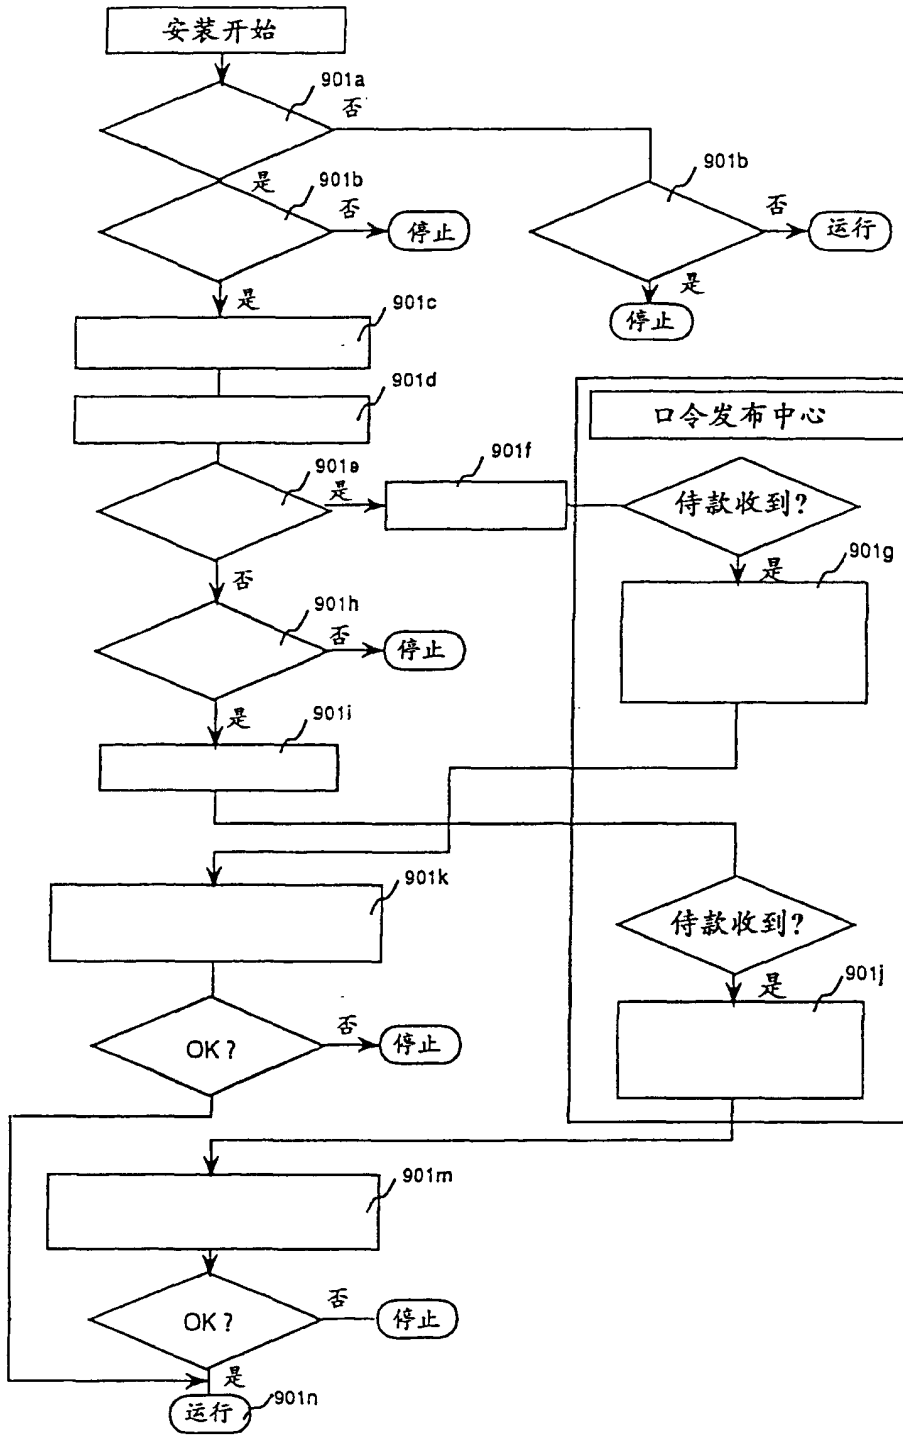 安装开始
901a
否
是
901b
否
停止
901b
否
运行
是
停止
是
901c
901d
口令发布中心
901e
是
901f
待款收到?
是
901g
否
901h
否
停止
是
901i
901k
待款收到?
是
901j
OK?
否
停止
901m
OK?
否
停止
是
运行
901n